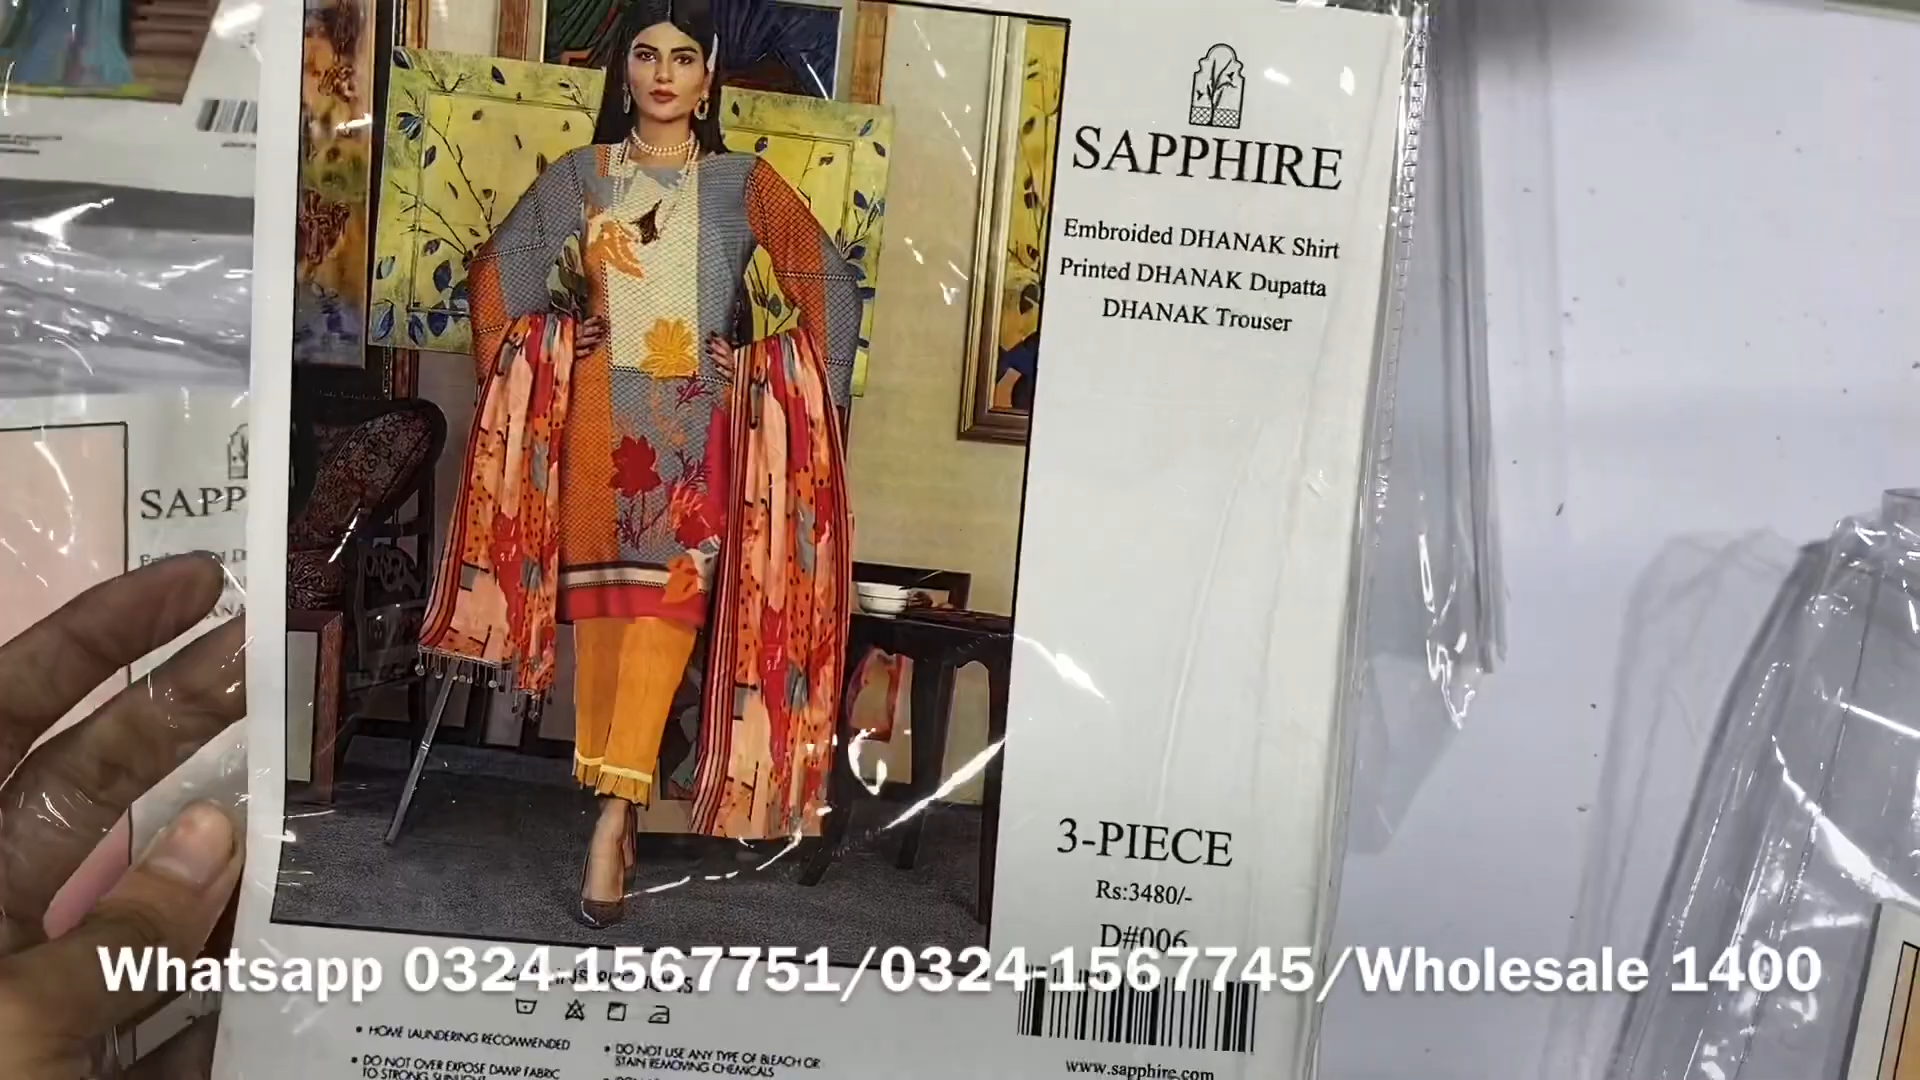 SAPPHIRE
Embroided DHANAK Shirt
Printed DHANAK Dupatta
DHANAK Trouser
3-PIECE
Rs:3480/-
D#006
SAPP
Whatsapp 0324-1567751/0324-1567745/Wholesale 1400
• HOME LAUNDERING RECOMMENDED
• DO NOT OVER EXPOSE DAMP FABRIC
TO STRONG SUNLIGHT
• DO NOT USE ANY TYPE OF BLEACH OR
STAIN REMOVING CHEMICALS
www.sapphire.com